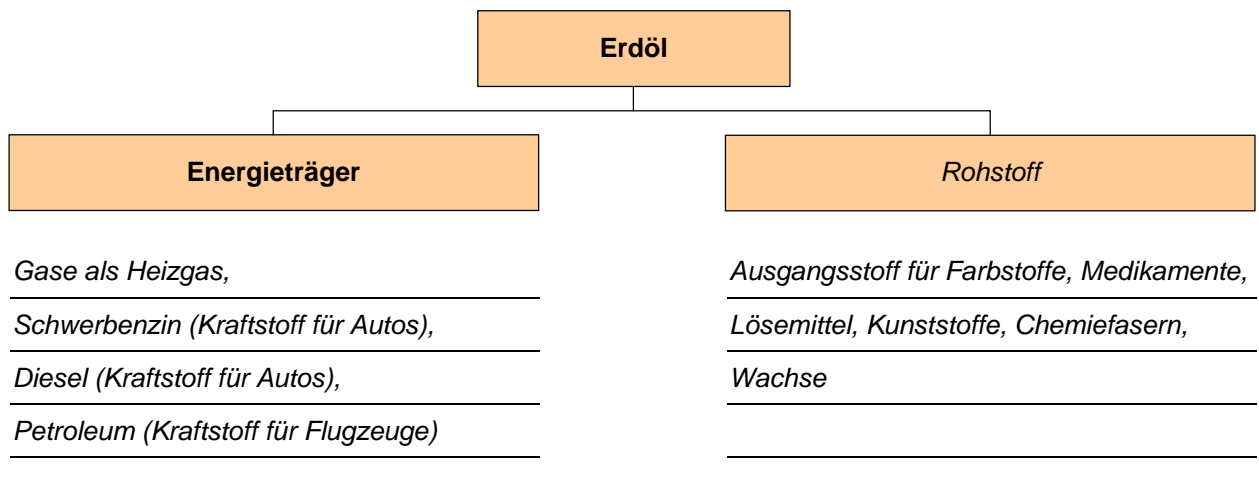 Erdöl
Energieträger
Rohstoff
Gase als Heizgas,
Schwerbenzin (Kraftstoff für Autos),
Diesel (Kraftstoff für Autos),
Petroleum (Kraftstoff für Flugzeuge)
Ausgangsstoff für Farbstoffe, Medikamente,
Lösemittel, Kunststoffe, Chemiefasern,
Wachse